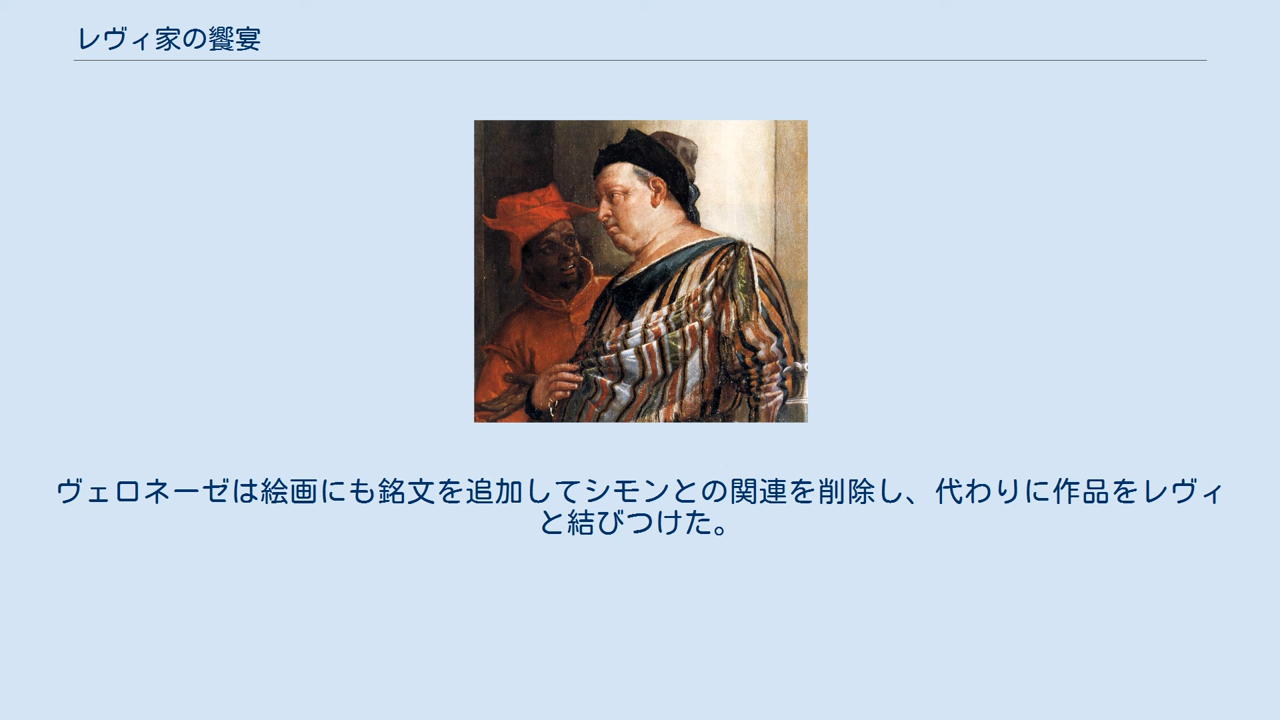 レヴィ家の饗宴
ヴェロネーゼは絵画にも銘文を追加してシモンとの関連を削除し、代わりに作品をレヴィ
と結びつけた。